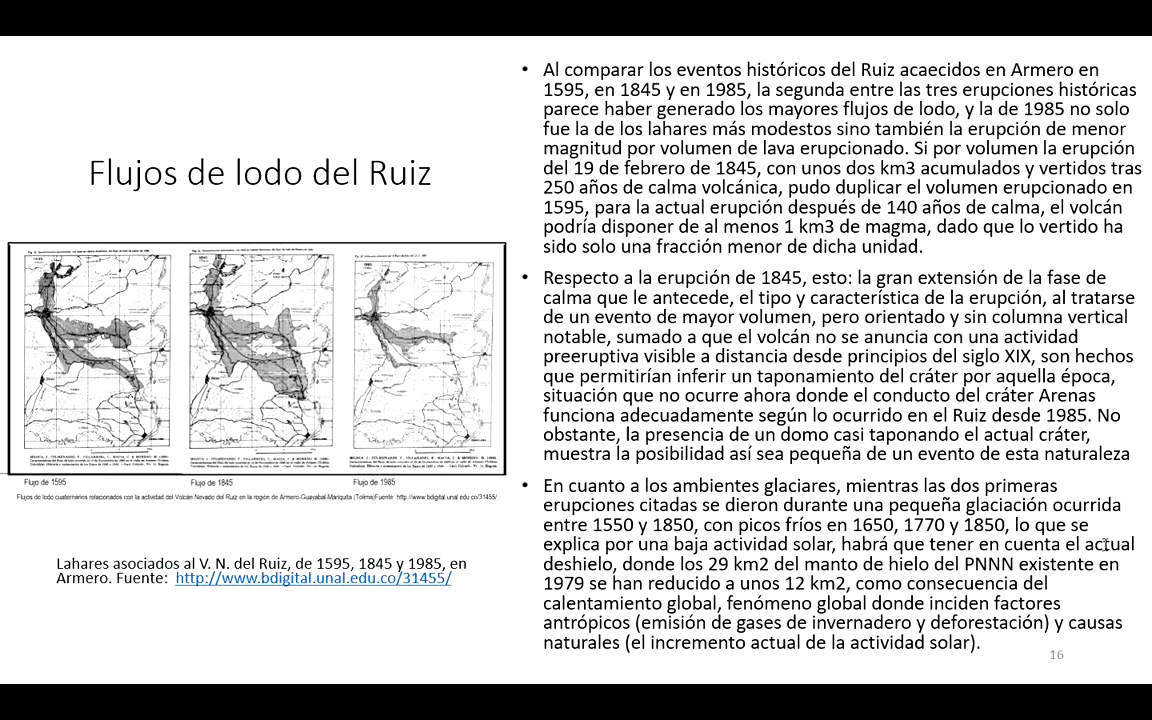 Flujos de lodo del Ruiz
1595
1845
1985
Flujo de 1595
Flujo de 1845
Flujo de 1985
Flujos de lodo cuaternarios relacionados con la actividad del Volcán Nevado del Ruiz en la región de Armero-Guayabal-Mariquita (Tolima)Fuente http://www.bdigital.unal.edu.co/31455/
Lahares asociados al V. N. del Ruiz, de 1595, 1845 y 1985, en
Armero. Fuente: http://www.bdigital.unal.edu.co/31455/
• Al comparar los eventos históricos del Ruiz acaecidos en Armero en
1595, en 1845 y en 1985, la segunda entre las tres erupciones históricas
parece haber generado los mayores flujos de lodo, y la de 1985 no solo
fue la de los lahares más modestos sino también la erupción de menor
magnitud por volumen de lava erupcionado. Si por volumen la erupción
del 19 de febrero de 1845, con unos dos km3 acumulados y vertidos tras
250 años de calma volcánica, pudo duplicar el volumen erupcionado en
1595, para la actual erupción después de 140 años de calma, el volcán
podría disponer de al menos 1 km3 de magma, dado que lo vertido ha
sido solo una fracción menor de dicha unidad.
• Respecto a la erupción de 1845, esto: la gran extensión de la fase de
calma que le antecede, el tipo y característica de la erupción, al tratarse
de un evento de mayor volumen, pero orientado y sin columna vertical
notable, sumado a que el volcán no se anuncia con una actividad
preeruptiva visible a distancia desde principios del siglo XIX, son hechos
que permitirían inferir un taponamiento del cráter por aquella época,
situación que no ocurre ahora donde el conducto del cráter Arenas
funciona adecuadamente según lo ocurrido en el Ruiz desde 1985. No
obstante, la presencia de un domo casi taponando el actual cráter,
muestra la posibilidad así sea pequeña de un evento de esta naturaleza
• En cuanto a los ambientes glaciares, mientras las dos primeras
erupciones citadas se dieron durante una pequeña glaciación ocurrida
entre 1550 y 1850, con picos fríos en 1650, 1770 y 1850, lo que se
explica por una baja actividad solar, habrá que tener en cuenta el actual
deshielo, donde los 29 km2 del manto de hielo del PNNN existente en
1979 se han reducido a unos 12 km2, como consecuencia del
calentamiento global, fenómeno global donde inciden factores
antrópicos (emisión de gases de invernadero y deforestación) y causas
naturales (el incremento actual de la actividad solar).
16